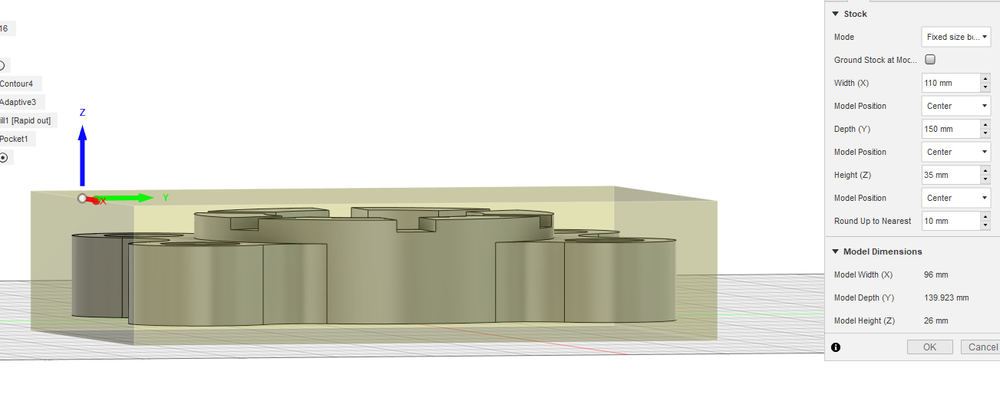 16
Contour4
Adaptive3
ill1 [Rapid out]
Pocket1
Z
X
Y
Stock
Mode Fixed size b...
Ground Stock at Moc...
Width (X) 110 mm
Model Position Center
Depth (Y) 150 mm
Model Position Center
Height (Z) 35 mm
Model Position Center
Round Up to Nearest 10 mm
Model Dimensions
Model Width (X) 96 mm
Model Depth (Y) 139.923 mm
Model Height (Z) 26 mm
OK Cancel